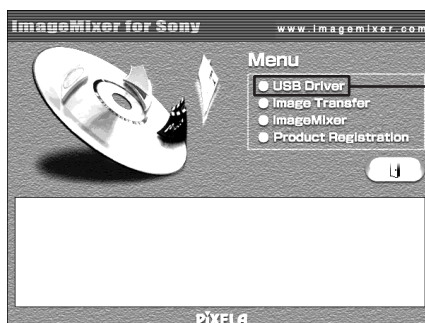 ImageMixer for Sony
www.imagemixer.com
Menu
USB Driver
Image Transfer
ImageMixer
Product Registration
PIXELA